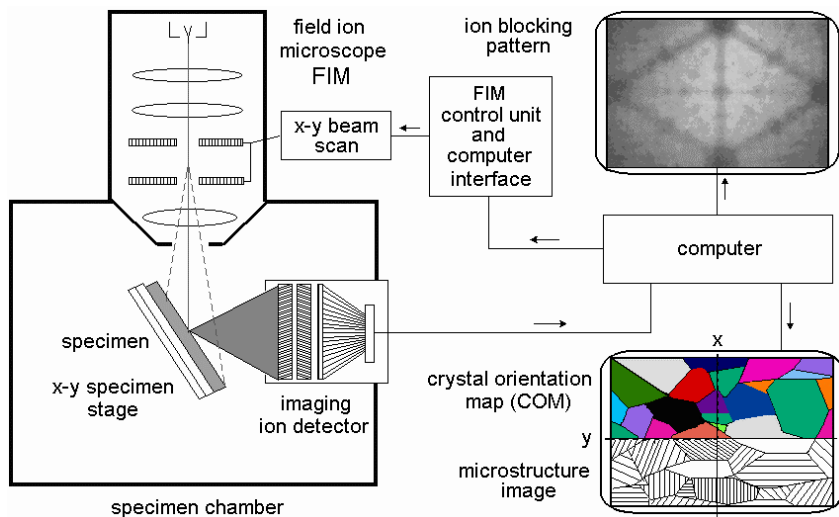 field ion
microscope
FIM
ion blocking
pattern
x-y beam
scan
FIM
control unit
and
computer
interface
computer
specimen
x-y specimen
stage
imaging
ion detector
specimen chamber
x
crystal orientation
map (COM)
y
microstructure
image